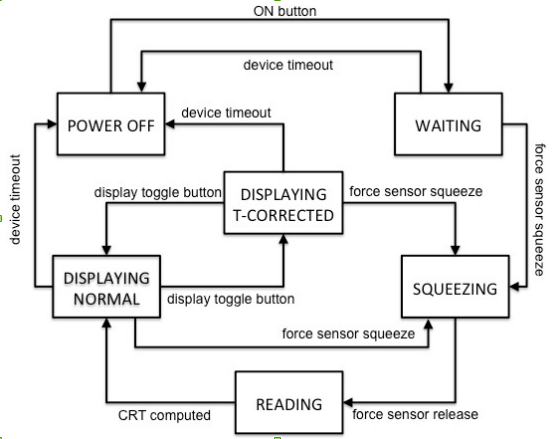 ON button
device timeout
POWER OFF
device timeout
WAITING
display toggle button
DISPLAYING
T-CORRECTED
force sensor squeeze
force sensor squeeze
device timeout
DISPLAYING
NORMAL
display toggle button
SQUEEZING
force sensor squeeze
READING
CRT computed
force sensor release